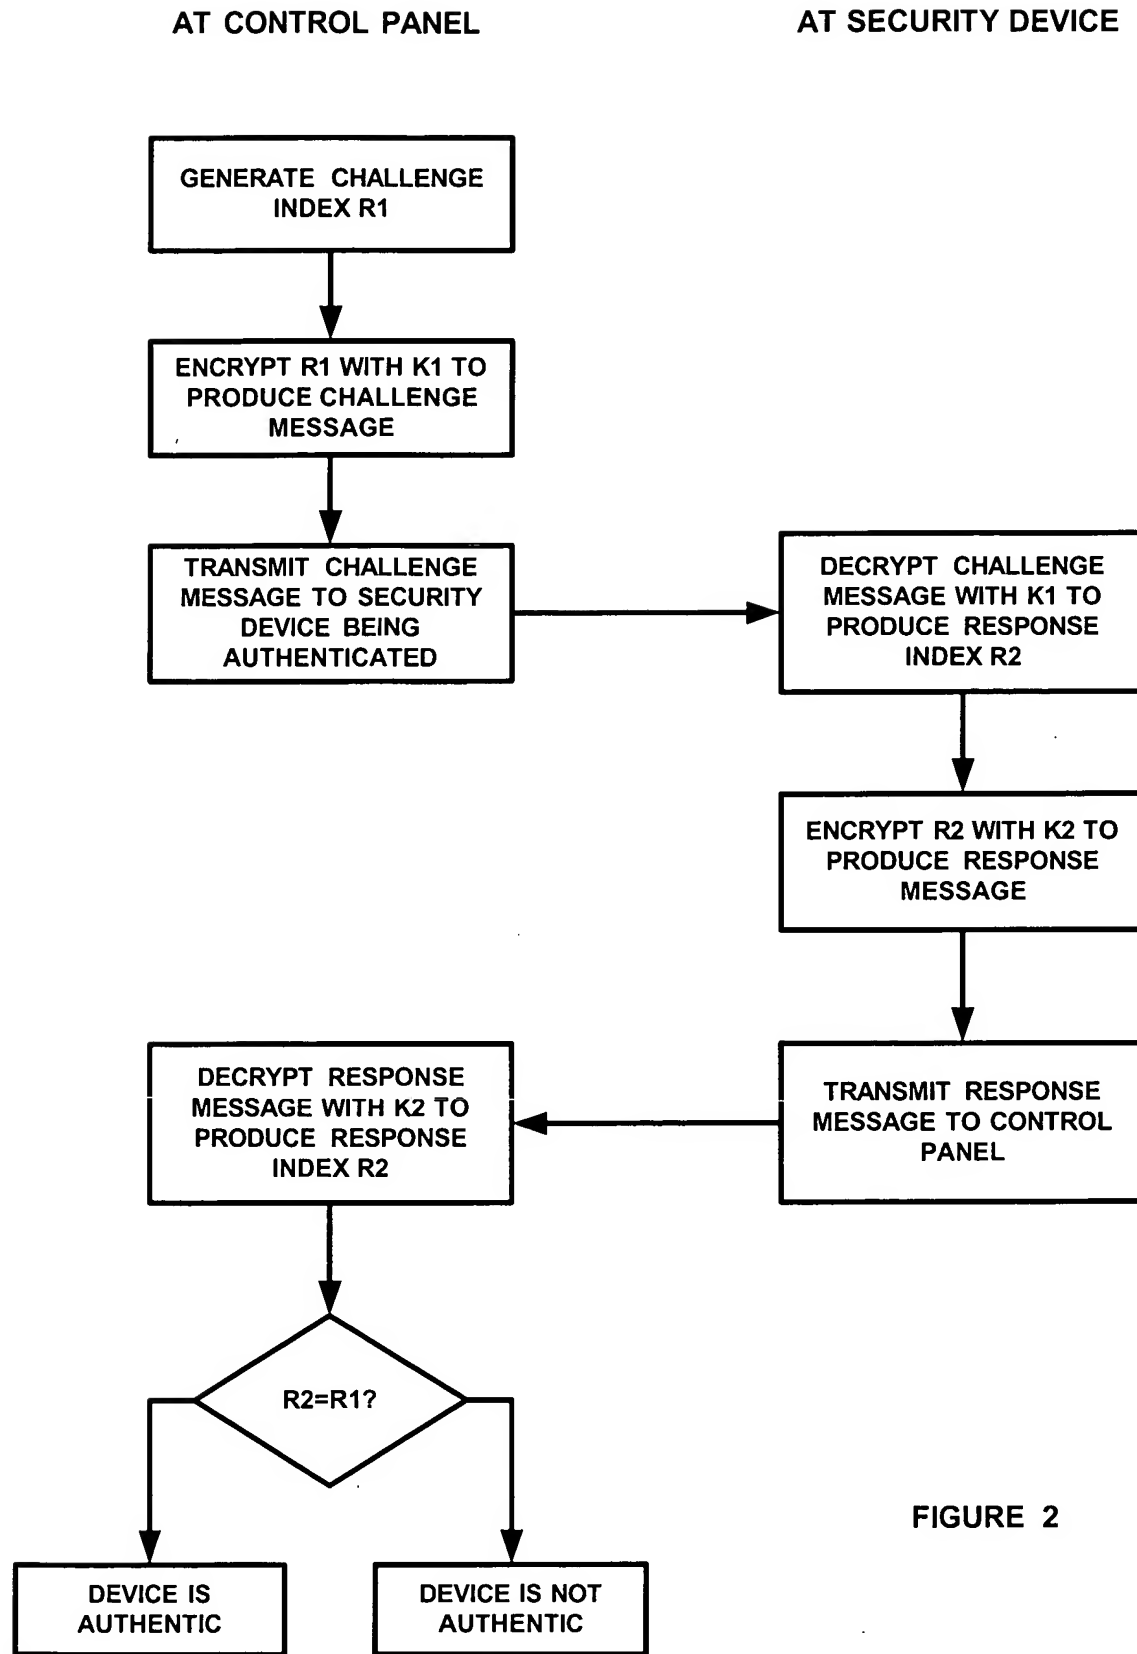 AT CONTROL PANEL
AT SECURITY DEVICE
GENERATE CHALLENGE
INDEX R1
ENCRYPT R1 WITH K1 TO
PRODUCE CHALLENGE
MESSAGE
TRANSMIT CHALLENGE
MESSAGE TO SECURITY
DEVICE BEING
AUTHENTICATED
DECRYPT CHALLENGE
MESSAGE WITH K1 TO
PRODUCE RESPONSE
INDEX R2
ENCRYPT R2 WITH K2 TO
PRODUCE RESPONSE
MESSAGE
TRANSMIT RESPONSE
MESSAGE TO CONTROL
PANEL
DECRYPT RESPONSE
MESSAGE WITH K2 TO
PRODUCE RESPONSE
INDEX R2
R2=R1?
DEVICE IS
AUTHENTIC
DEVICE IS NOT
AUTHENTIC
FIGURE 2